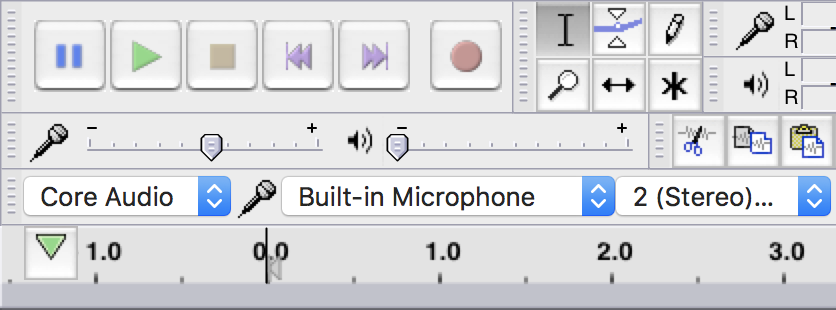 L
R
L
R
- +
- +
Core Audio Built-in Microphone 2 (Stereo)...
1.0 0.0 1.0 2.0 3.0